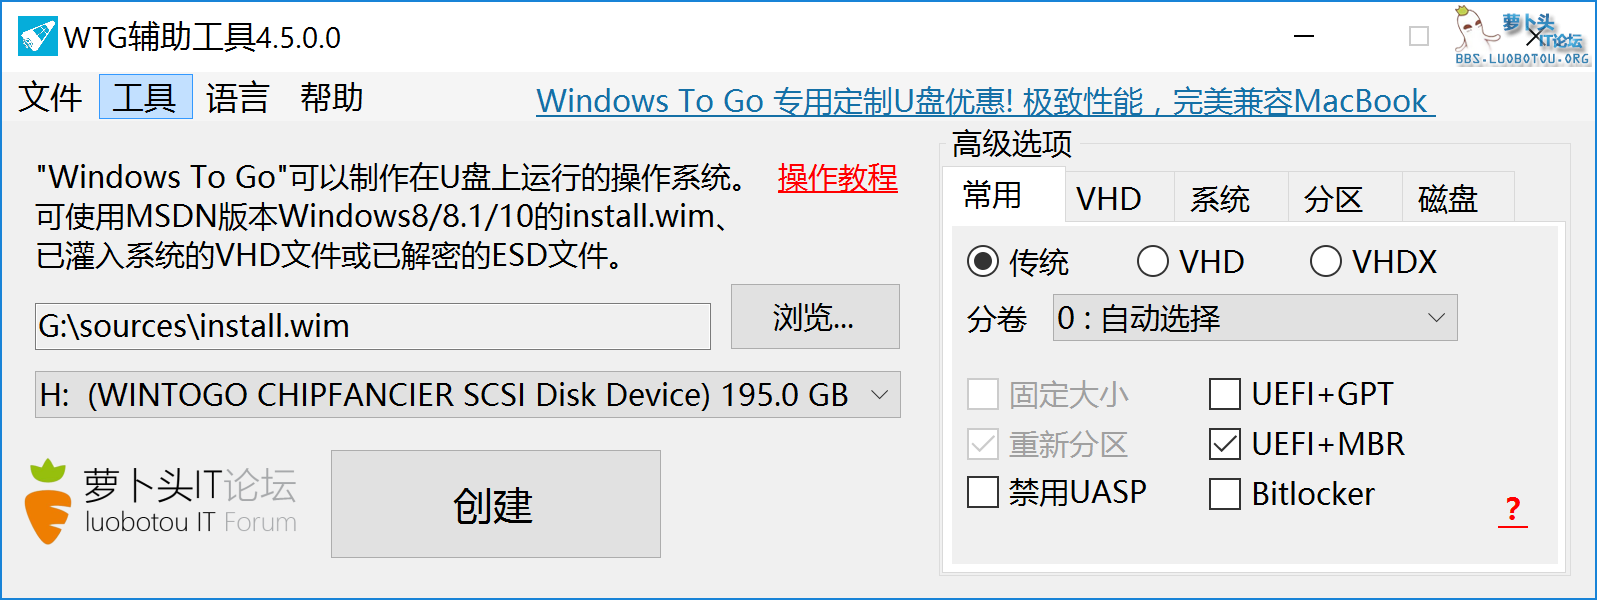 WTG辅助工具4.5.0.0
萝卜头
IT论坛
BBS.LUOBOTOU.ORG
文件 工具 语言 帮助
Windows To Go 专用定制U盘优惠! 极致性能，完美兼容MacBook
"Windows To Go"可以制作在U盘上运行的操作系统。 操作教程
可使用MSDN版本Windows8/8.1/10的install.wim、
已灌入系统的VHD文件或已解密的ESD文件。
G:\sources\install.wim 浏览...
H: (WINTOGO CHIPFANCIER SCSI Disk Device) 195.0 GB
萝卜头IT论坛
luobotou IT Forum
创建
高级选项
常用 VHD 系统 分区 磁盘
传统 VHD VHDX
分卷 0 : 自动选择
固定大小 UEFI+GPT
重新分区 UEFI+MBR
禁用UASP Bitlocker
?